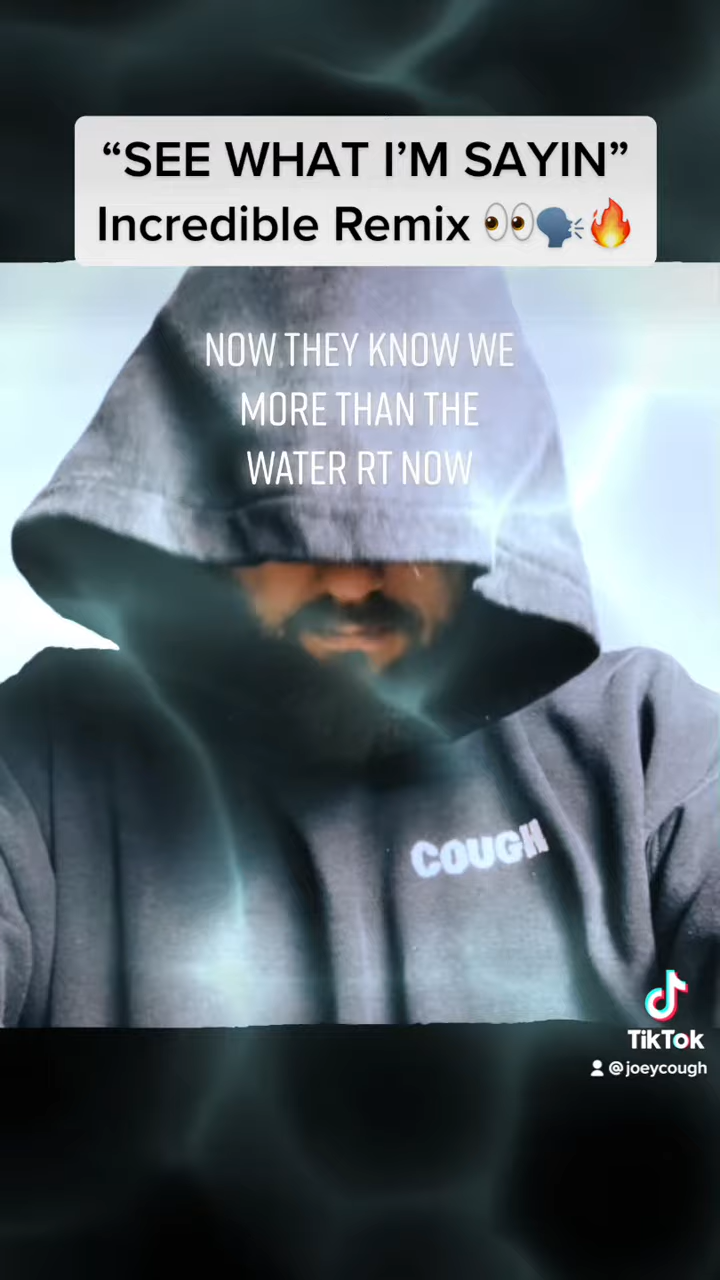 “SEE WHAT I’M SAYIN”
Incredible Remix 👀🗣️🔥
NOW THEY KNOW WE
MORE THAN THE
WATER RT NOW
COUGH
TikTok
@joeycough